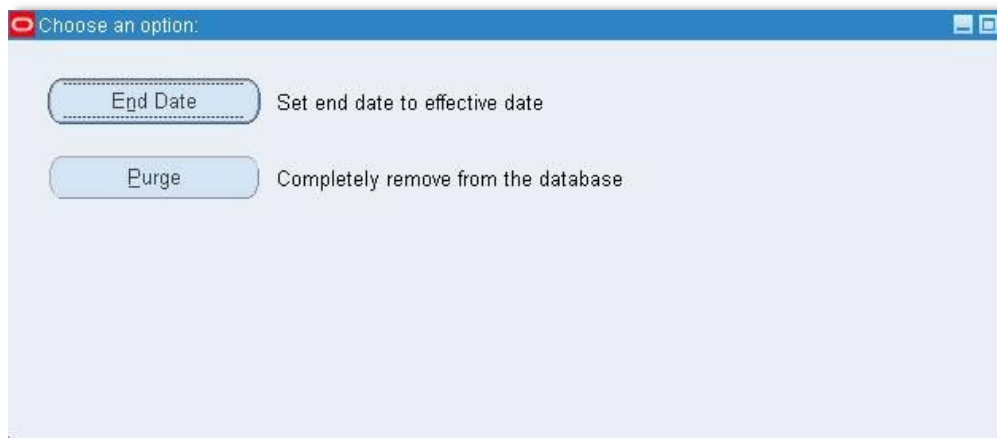 Choose an option:
End Date Set end date to effective date
Purge Completely remove from the database